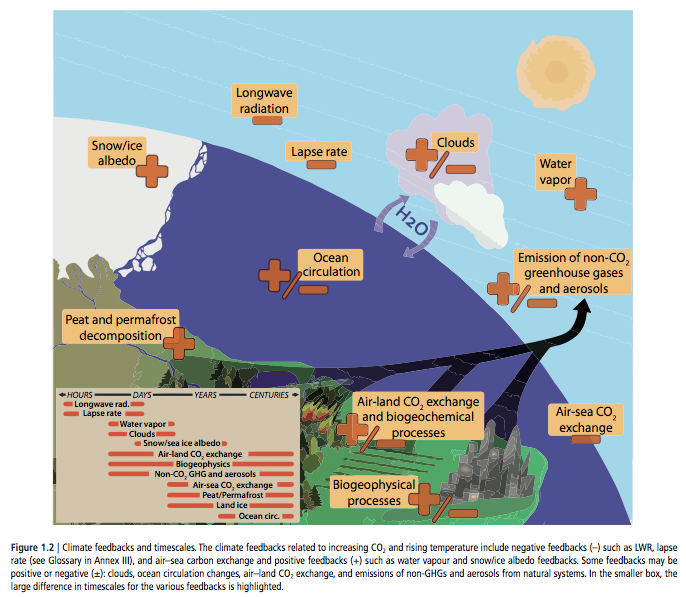 Longwave
radiation
Snow/ice
albedo
Lapse rate
Clouds
Water
vapor
H2O
Ocean
circulation
Emission of non-CO₂
greenhouse gases
and aerosols
Peat and permafrost
decomposition
HOURS DAYS YEARS CENTURIES
Longwave rad.
Lapse rate
Water vapor
Clouds
Snow/sea ice albedo
Air-land CO₂ exchange
Biogeophysics
Non-CO₂ GHG and aerosols
Air-sea CO₂ exchange
Peat/Permafrost
Land ice
Ocean circ.
Air-land CO₂ exchange
and biogeochemical
processes
Air-sea CO₂
exchange
Biogeophysical
processes
Figure 1.2 | Climate feedbacks and timescales. The climate feedbacks related to increasing CO₂ and rising temperature include negative feedbacks (–) such as LWR, lapse
rate (see Glossary in Annex III), and air–sea carbon exchange and positive feedbacks (+) such as water vapour and snow/ice albedo feedbacks. Some feedbacks may be
positive or negative (±): clouds, ocean circulation changes, air–land CO₂ exchange, and emissions of non-GHGs and aerosols from natural systems. In the smaller box, the
large difference in timescales for the various feedbacks is highlighted.